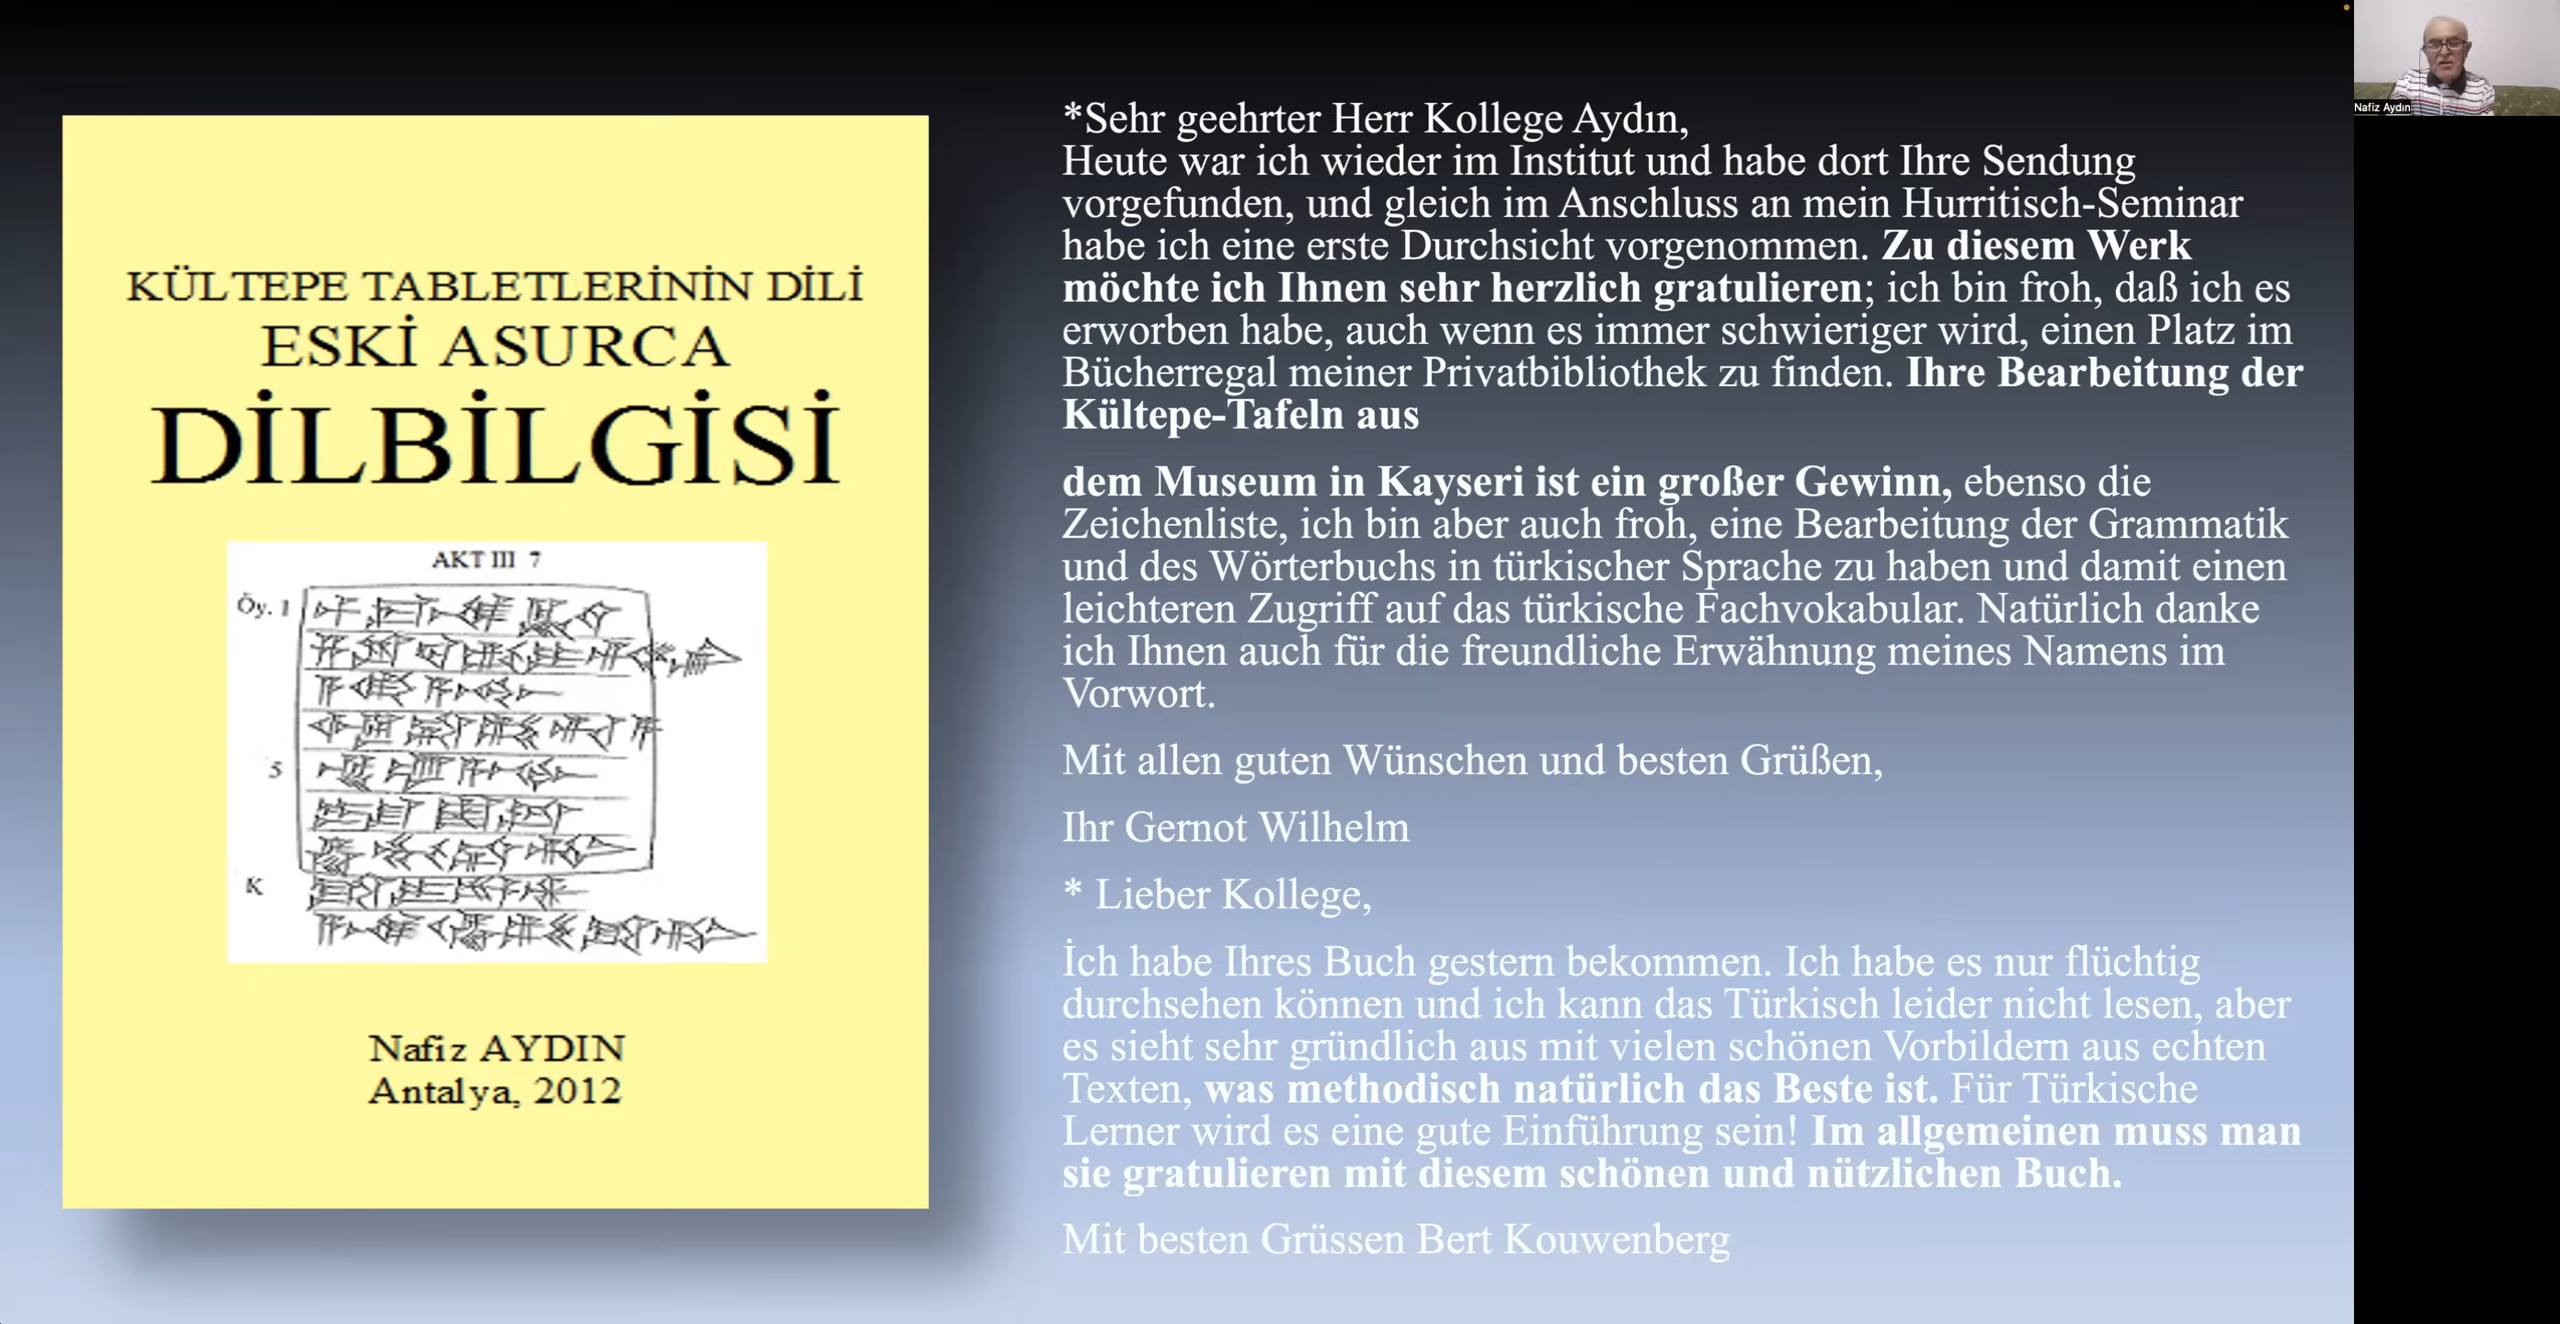 KÜLTEPE TABLETLERİNİN DİLİ
ESKİ ASURCA
DİLBİLGİSİ
AKT III 7
Öy. 1
5
K
Nafiz AYDIN
Antalya, 2012
*Sehr geehrter Herr Kollege Aydın,
Heute war ich wieder im Institut und habe dort Ihre Sendung
vorgefunden, und gleich im Anschluss an mein Hurritisch-Seminar
habe ich eine erste Durchsicht vorgenommen. Zu diesem Werk
möchte ich Ihnen sehr herzlich gratulieren; ich bin froh, daß ich es
erworben habe, auch wenn es immer schwieriger wird, einen Platz im
Bücherregal meiner Privatbibliothek zu finden. Ihre Bearbeitung der
Kültepe-Tafeln aus
dem Museum in Kayseri ist ein großer Gewinn, ebenso die
Zeichenliste, ich bin aber auch froh, eine Bearbeitung der Grammatik
und des Wörterbuchs in türkischer Sprache zu haben und damit einen
leichteren Zugriff auf das türkische Fachvokabular. Natürlich danke
ich Ihnen auch für die freundliche Erwähnung meines Namens im
Vorwort.
Mit allen guten Wünschen und besten Grüßen,
Ihr Gernot Wilhelm
* Lieber Kollege,
İch habe Ihres Buch gestern bekommen. Ich habe es nur flüchtig
durchsehen können und ich kann das Türkisch leider nicht lesen, aber
es sieht sehr gründlich aus mit vielen schönen Vorbildern aus echten
Texten, was methodisch natürlich das Beste ist. Für Türkische
Lerner wird es eine gute Einführung sein! Im allgemeinen muss man
sie gratulieren mit diesem schönen und nützlichen Buch.
Mit besten Grüssen Bert Kouwenberg
Nafiz Aydın